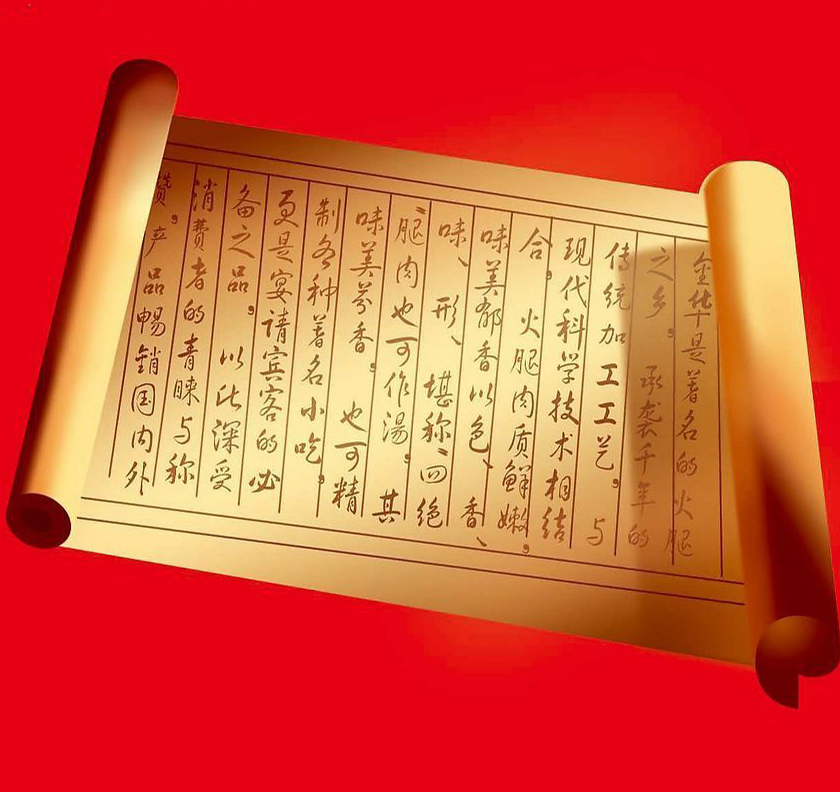 金华是著名的火腿
之乡。承袭千年的
传统加工工艺。与
现代科学技术相结
合。火腿肉质鲜嫩。
味美郁香以色、香、
味、形、堪称“四绝
”腿肉也可作湯。其
味美芬香。也可精
制各种著名小吃。
更是宴请宾客的必
备之品。以此深受
消费者的青睐与称
赞。产品暢銷国内外